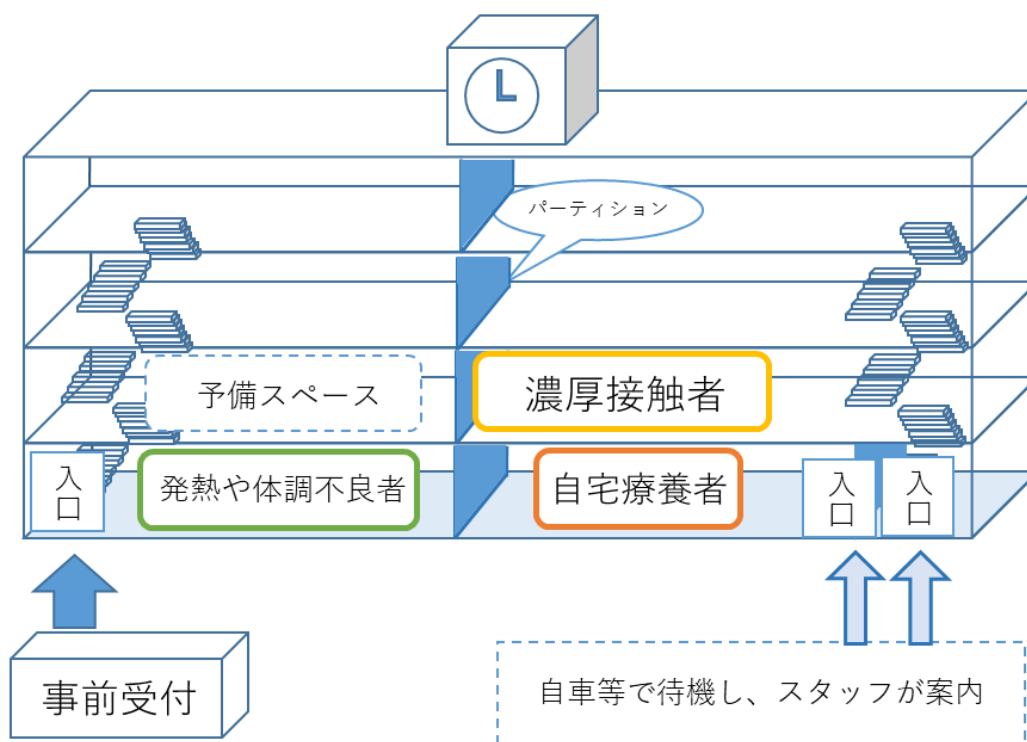 パーティション
予備スペース
濃厚接触者
入口
発熱や体調不良者
自宅療養者
入口
入口
事前受付
自車等で待機し、スタッフが案内